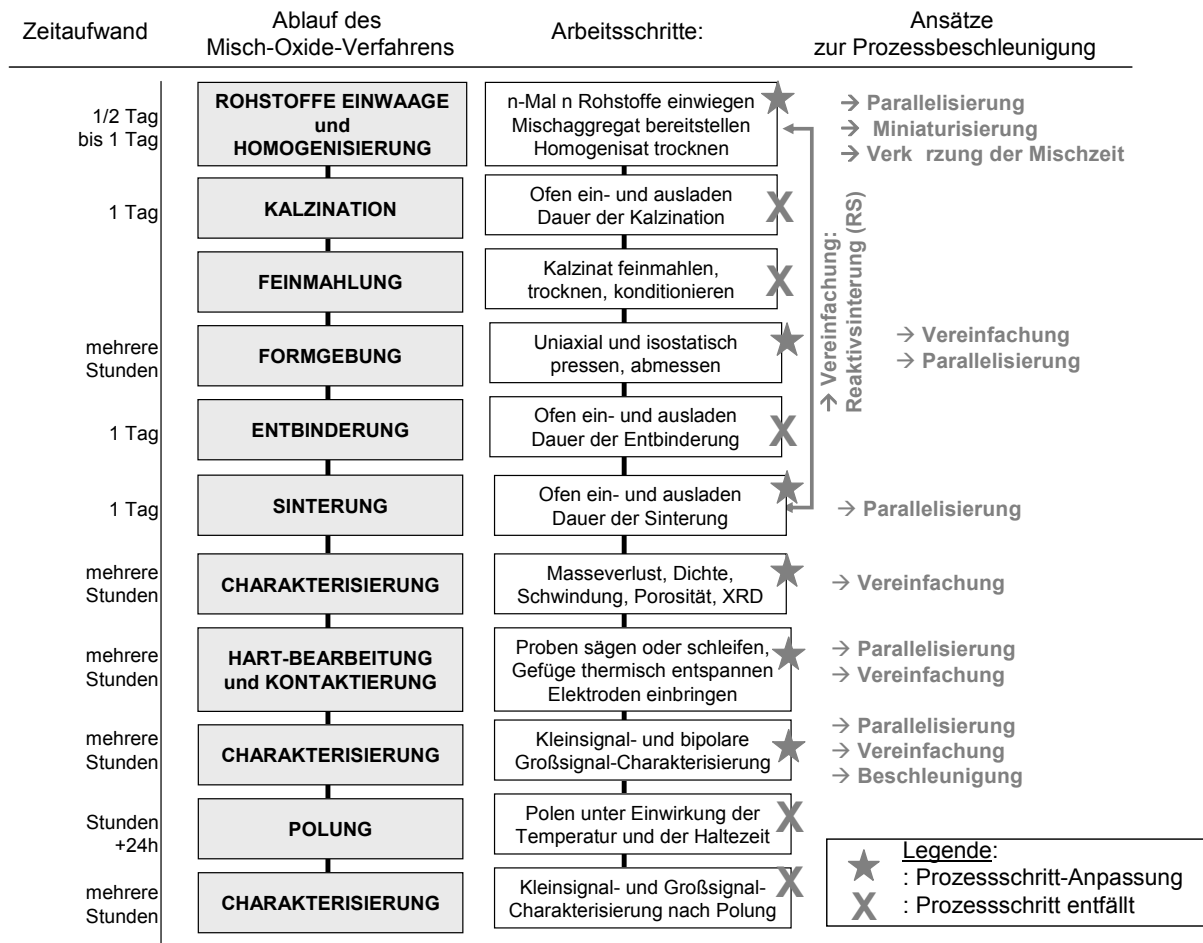 Zeitaufwand
Ablauf des
Misch-Oxide-Verfahrens
Arbeitsschritte:
Ansätze
zur Prozessbeschleunigung
1/2 Tag
bis 1 Tag
ROHSTOFFE EINWAAGE
und
HOMOGENISIERUNG
n-Mal n Rohstoffe einwiegen
Mischaggregat bereitstellen
Homogenisat trocknen
→ Parallelisierung
→ Miniaturisierung
→ Verk rzung der Mischzeit
1 Tag
KALZINATION
Ofen ein- und ausladen
Dauer der Kalzination
X
→ Vereinfachung:
Reaktivsinterung (RS)
FEINMAHLUNG
Kalzinat feinmahlen,
trocknen, konditionieren
X
mehrere
Stunden
FORMGEBUNG
Uniaxial und isostatisch
pressen, abmessen
→ Vereinfachung
→ Parallelisierung
1 Tag
ENTBINDERUNG
Ofen ein- und ausladen
Dauer der Entbinderung
X
1 Tag
SINTERUNG
Ofen ein- und ausladen
Dauer der Sinterung
→ Parallelisierung
mehrere
Stunden
CHARAKTERISIERUNG
Masseverlust, Dichte,
Schwindung, Porosität, XRD
→ Vereinfachung
mehrere
Stunden
HART-BEARBEITUNG
und KONTAKTIERUNG
Proben sägen oder schleifen,
Gefüge thermisch entspannen
Elektroden einbringen
→ Parallelisierung
→ Vereinfachung
mehrere
Stunden
CHARAKTERISIERUNG
Kleinsignal- und bipolare
Großsignal-Charakterisierung
→ Parallelisierung
→ Vereinfachung
→ Beschleunigung
Stunden
+24h
POLUNG
Polen unter Einwirkung der
Temperatur und der Haltezeit
X
mehrere
Stunden
CHARAKTERISIERUNG
Kleinsignal- und Großsignal-
Charakterisierung nach Polung
X
Legende:
: Prozessschritt-Anpassung
X : Prozessschritt entfällt